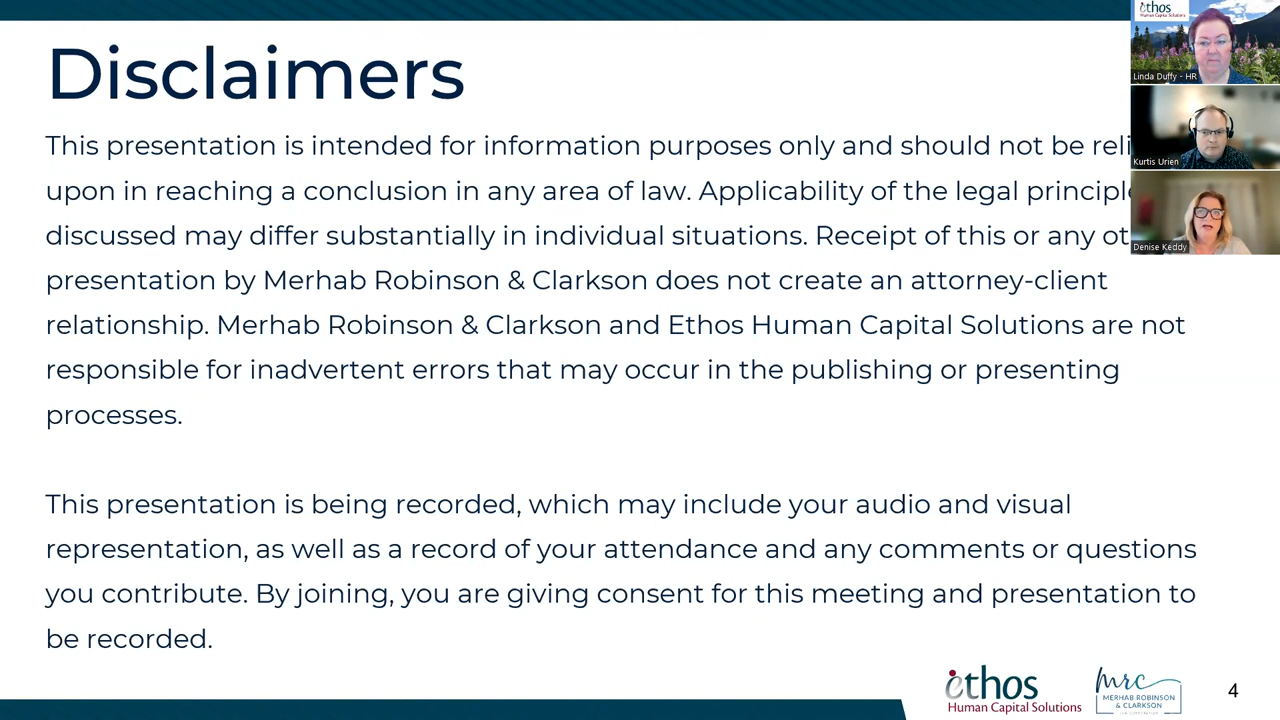 Disclaimers
This presentation is intended for information purposes only and should not be reli
upon in reaching a conclusion in any area of law. Applicability of the legal principle
discussed may differ substantially in individual situations. Receipt of this or any ot
presentation by Merhab Robinson & Clarkson does not create an attorney-client
relationship. Merhab Robinson & Clarkson and Ethos Human Capital Solutions are not
responsible for inadvertent errors that may occur in the publishing or presenting
processes.
This presentation is being recorded, which may include your audio and visual
representation, as well as a record of your attendance and any comments or questions
you contribute. By joining, you are giving consent for this meeting and presentation to
be recorded.
ethos
Human Capital Solutions
Linda Duffy - HR
Kurtis Urien
Denise Keddy
ethos
Human Capital Solutions
mrc
MERHAB ROBINSON
& CLARKSON
4